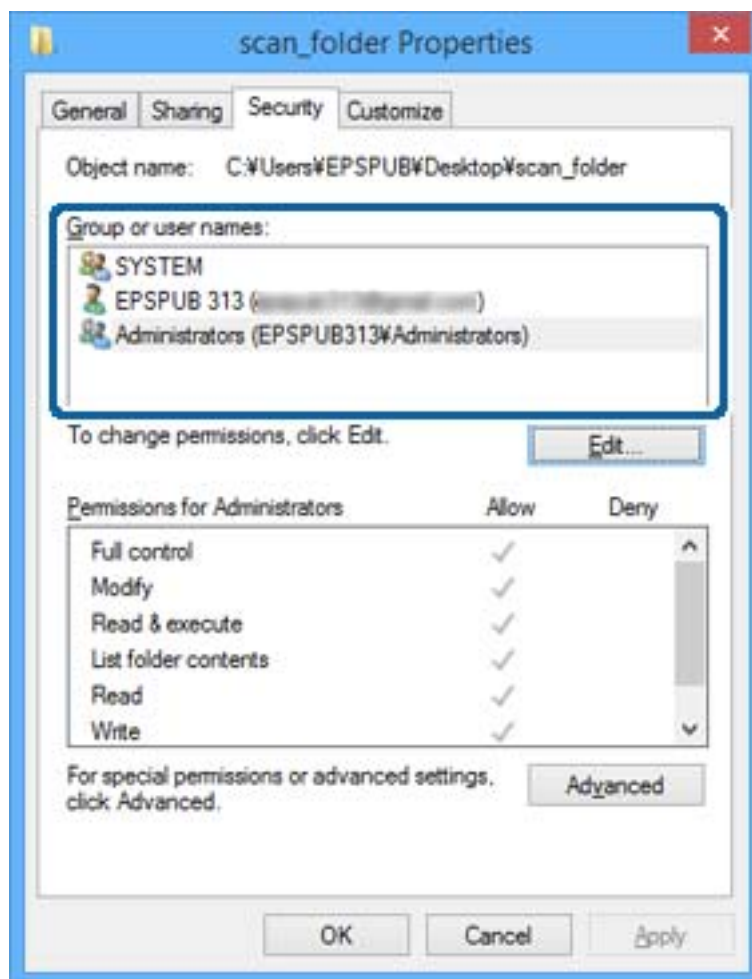 scan_folder Properties
General Sharing Security Customize
Object name: C:¥Users¥EPSPUB¥Desktop¥scan_folder
Group or user names:
SYSTEM
EPSPUB 313 ( )
Administrators (EPSPUB313¥Administrators)
To change permissions, click Edit.
Edit...
Permissions for Administrators Allow Deny
Full control
Modify
Read & execute
List folder contents
Read
Write
For special permissions or advanced settings,
click Advanced.
Advanced
OK Cancel Apply